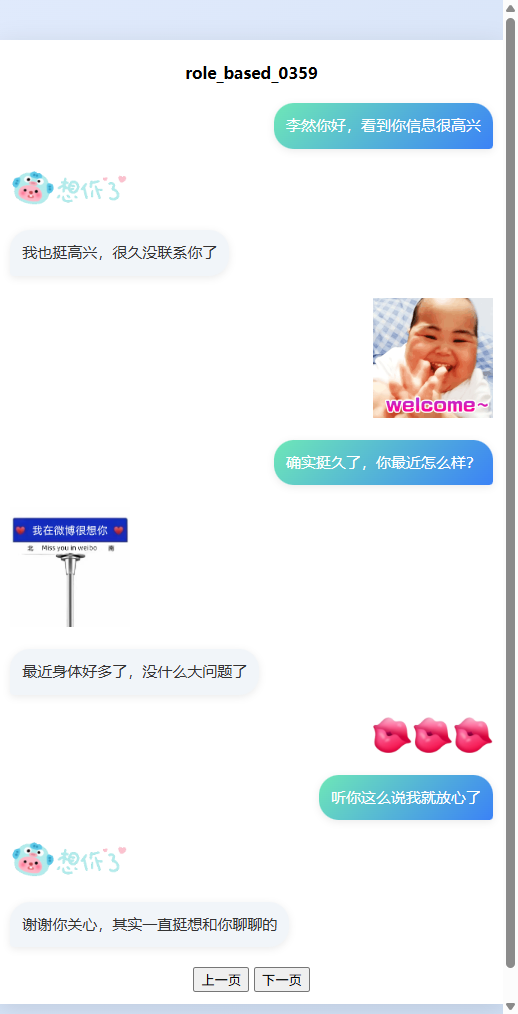 role_based_0359
李然你好，看到你信息很高兴
想你了
我也挺高兴，很久没联系你了
welcome~
确实挺久了，你最近怎么样？
我在微博很想你
北 Miss you in weibo 南
最近身体好多了，没什么大问题了
听你这么说我就放心了
想你了
谢谢你关心，其实一直挺想和你聊聊的
上一页 下一页